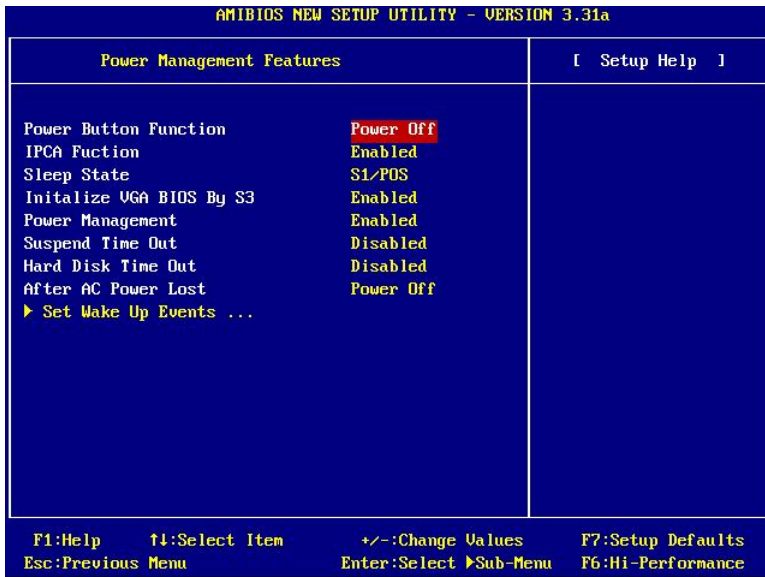 AMIBIOS NEW SETUP UTILITY - VERSION 3.31a
Power Management Features
[ Setup Help ]
Power Button Function Power Off
IPCA Fuction Enabled
Sleep State S1/POS
Initalize VGA BIOS By S3 Enabled
Power Management Enabled
Suspend Time Out Disabled
Hard Disk Time Out Disabled
After AC Power Lost Power Off
▶ Set Wake Up Events ...
F1:Help ↑↓:Select Item +/-:Change Values F7:Setup Defaults
Esc:Previous Menu Enter:Select ▶Sub-Menu F6:Hi-Performance